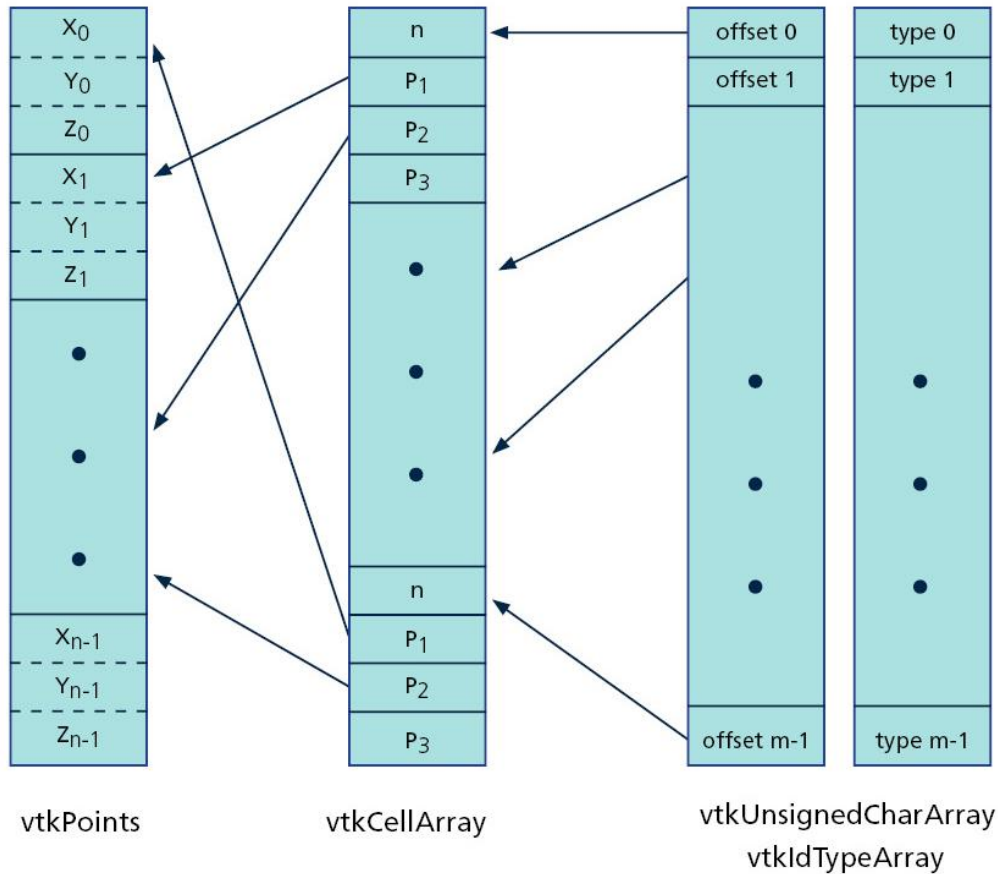 X0
Y0
Z0
X1
Y1
Z1
Xn-1
Yn-1
Zn-1
vtkPoints
n
P1
P2
P3
n
P1
P2
P3
vtkCellArray
offset 0
offset 1
offset m-1
type 0
type 1
type m-1
vtkUnsignedCharArray
vtkIdTypeArray